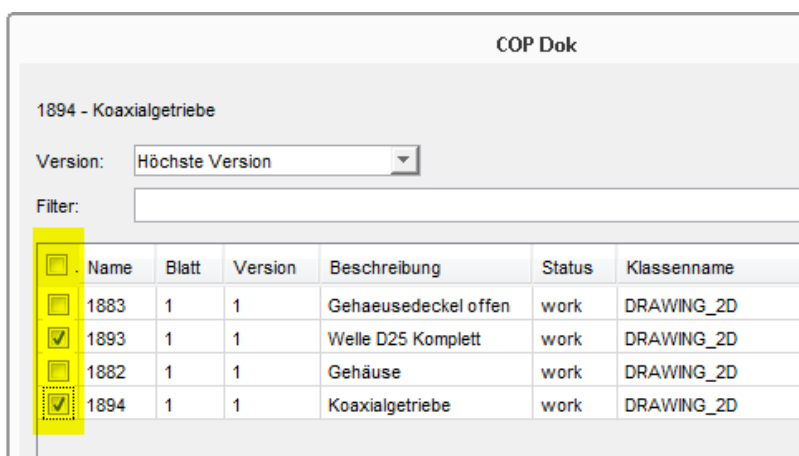 COP Dok
1894 - Koaxialgetriebe
Version: Höchste Version
Filter:
. Name Blatt Version Beschreibung Status Klassenname
1883 1 1 Gehaeusedeckel offen work DRAWING_2D
1893 1 1 Welle D25 Komplett work DRAWING_2D
1882 1 1 Gehäuse work DRAWING_2D
1894 1 1 Koaxialgetriebe work DRAWING_2D